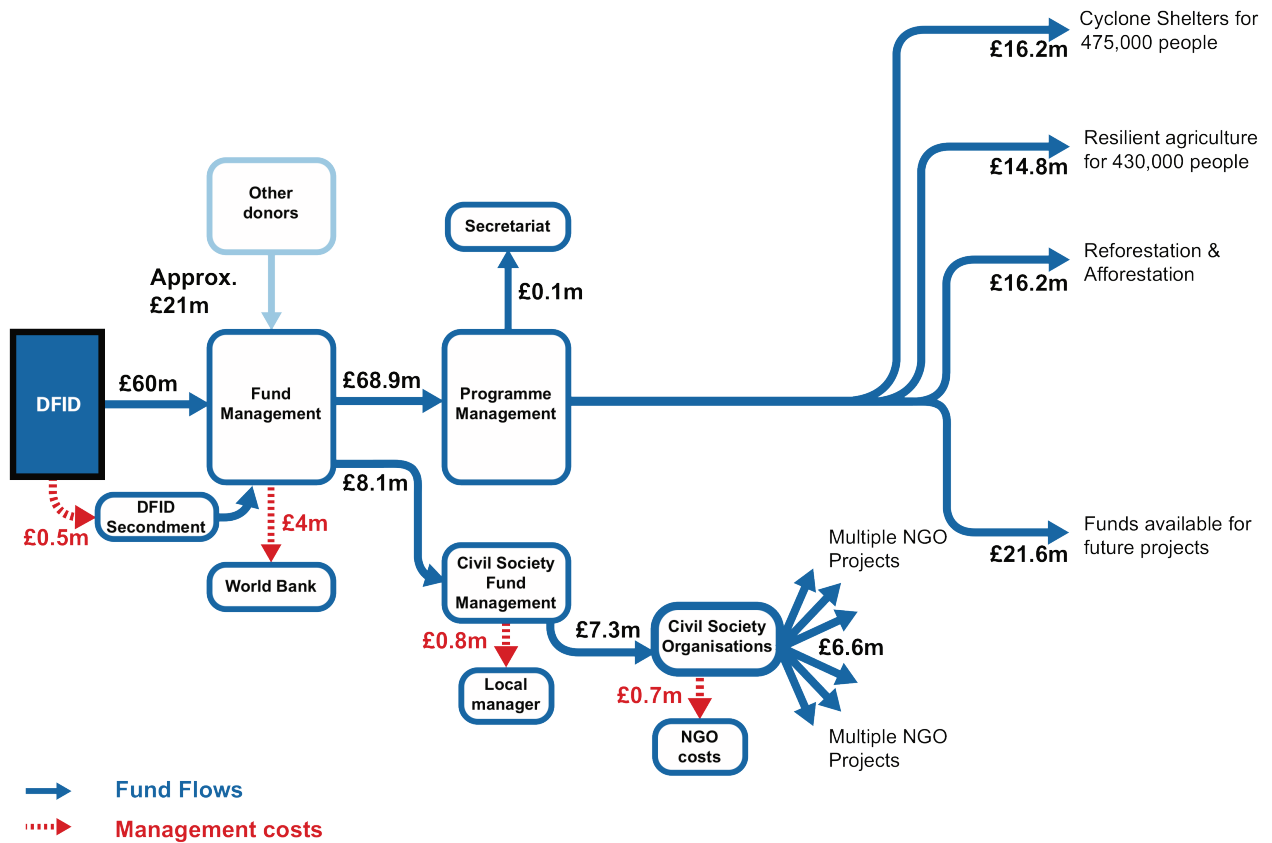 Cyclone Shelters for
475,000 people
£16.2m
Resilient agriculture
for 430,000 people
£14.8m
Other
donors
Secretariat
Reforestation &
Afforestation
£16.2m
Approx.
£21m
£0.1m
DFID
£60m
Fund
Management
£68.9m
Programme
Management
£8.1m
DFID
Secondment
£0.5m
£4m
World Bank
Funds available for
future projects
£21.6m
Multiple NGO
Projects
Civil Society
Fund
Management
£0.8m
£7.3m
Civil Society
Organisations
£6.6m
Local
manager
£0.7m
NGO
costs
Multiple NGO
Projects
Fund Flows
Management costs